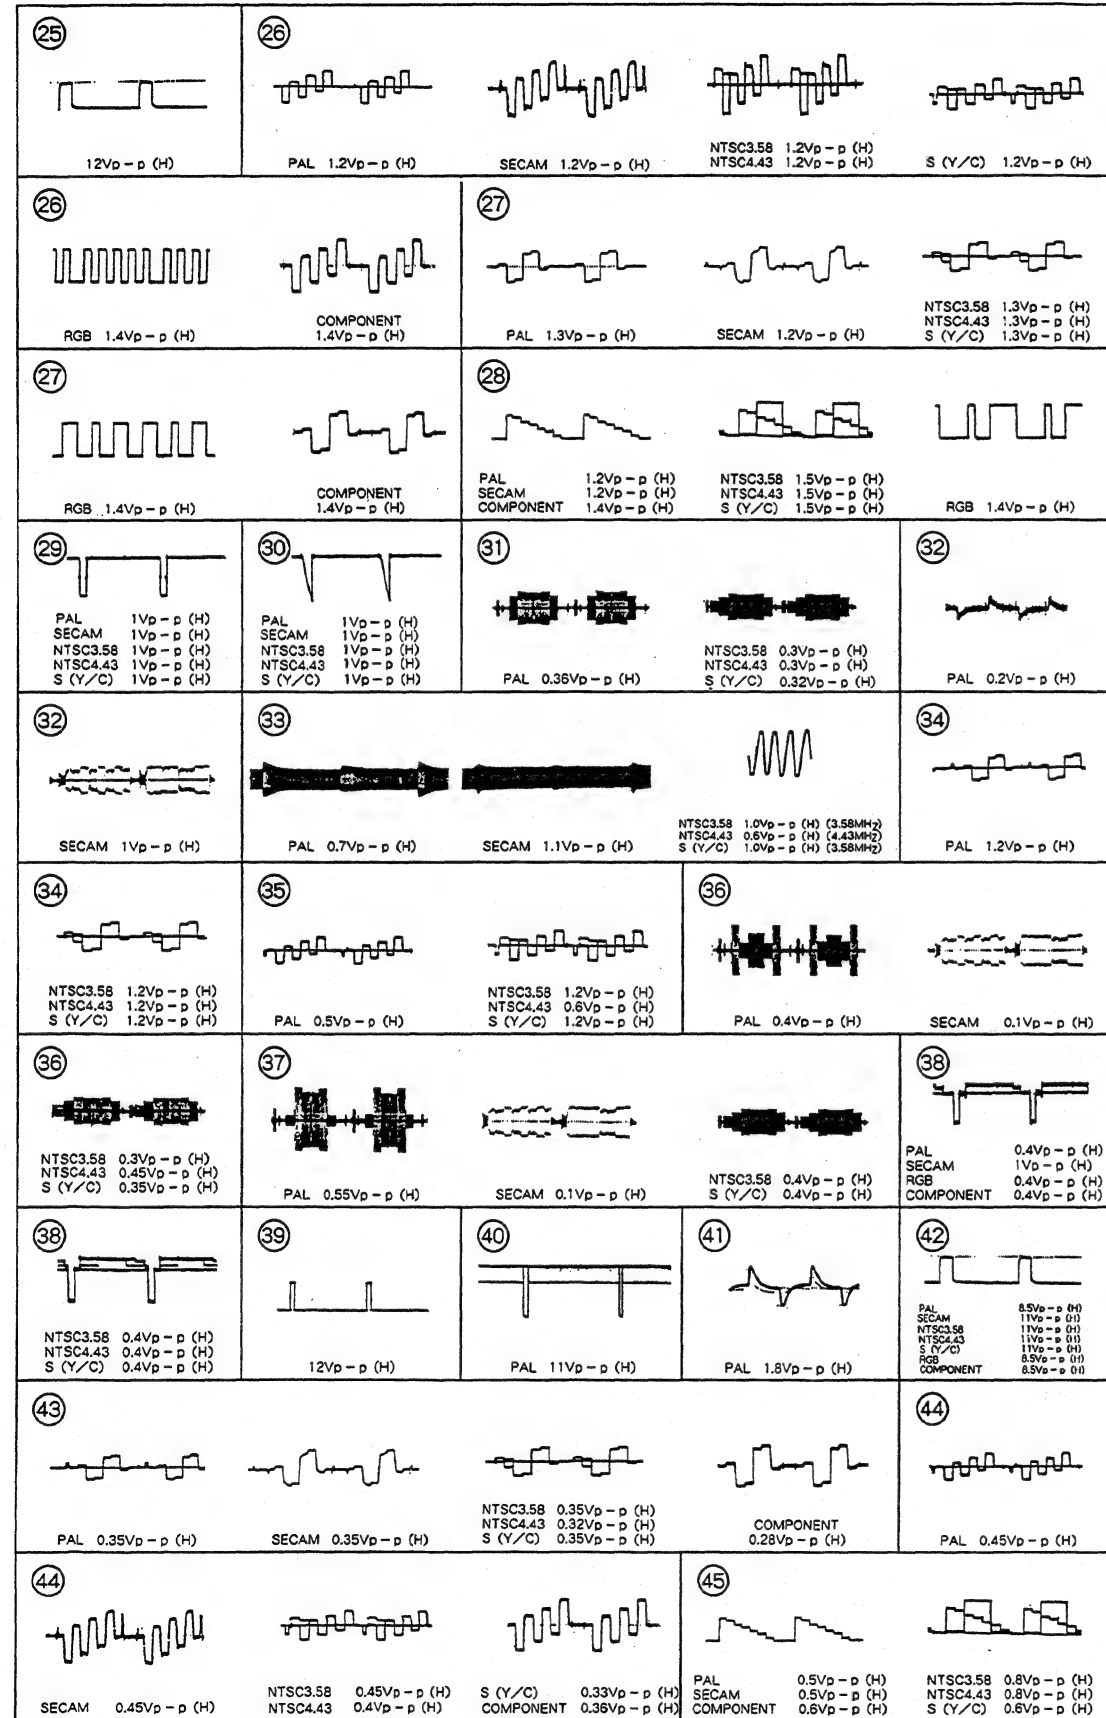 25
12Vp-p (H)
26
PAL 1.2Vp-p (H)
SECAM 1.2Vp-p (H)
NTSC3.58 1.2Vp-p (H)
NTSC4.43 1.2Vp-p (H)
S (Y/C) 1.2Vp-p (H)
26
RGB 1.4Vp-p (H)
COMPONENT
1.4Vp-p (H)
27
PAL 1.3Vp-p (H)
SECAM 1.2Vp-p (H)
NTSC3.58 1.3Vp-p (H)
NTSC4.43 1.3Vp-p (H)
S (Y/C) 1.3Vp-p (H)
27
RGB 1.4Vp-p (H)
COMPONENT
1.4Vp-p (H)
28
PAL 1.2Vp-p (H)
SECAM 1.2Vp-p (H)
COMPONENT 1.4Vp-p (H)
NTSC3.58 1.5Vp-p (H)
NTSC4.43 1.5Vp-p (H)
S (Y/C) 1.5Vp-p (H)
RGB 1.4Vp-p (H)
29
PAL 1Vp-p (H)
SECAM 1Vp-p (H)
NTSC3.58 1Vp-p (H)
NTSC4.43 1Vp-p (H)
S (Y/C) 1Vp-p (H)
30
PAL 1Vp-p (H)
SECAM 1Vp-p (H)
NTSC3.58 1Vp-p (H)
NTSC4.43 1Vp-p (H)
S (Y/C) 1Vp-p (H)
31
PAL 0.36Vp-p (H)
NTSC3.58 0.3Vp-p (H)
NTSC4.43 0.3Vp-p (H)
S (Y/C) 0.32Vp-p (H)
32
PAL 0.2Vp-p (H)
32
SECAM 1Vp-p (H)
33
PAL 0.7Vp-p (H)
SECAM 1.1Vp-p (H)
NTSC3.58 1.0Vp-p (H) (3.58MHz)
NTSC4.43 0.6Vp-p (H) (4.43MHz)
S (Y/C) 1.0Vp-p (H) (3.58MHz)
34
PAL 1.2Vp-p (H)
34
NTSC3.58 1.2Vp-p (H)
NTSC4.43 1.2Vp-p (H)
S (Y/C) 1.2Vp-p (H)
35
PAL 0.5Vp-p (H)
NTSC3.58 1.2Vp-p (H)
NTSC4.43 0.6Vp-p (H)
S (Y/C) 1.2Vp-p (H)
36
PAL 0.4Vp-p (H)
SECAM 0.1Vp-p (H)
36
NTSC3.58 0.3Vp-p (H)
NTSC4.43 0.45Vp-p (H)
S (Y/C) 0.35Vp-p (H)
37
PAL 0.55Vp-p (H)
SECAM 0.1Vp-p (H)
NTSC3.58 0.4Vp-p (H)
S (Y/C) 0.4Vp-p (H)
38
PAL 0.4Vp-p (H)
SECAM 1Vp-p (H)
RGB 0.4Vp-p (H)
COMPONENT 0.4Vp-p (H)
38
NTSC3.58 0.4Vp-p (H)
NTSC4.43 0.4Vp-p (H)
S (Y/C) 0.4Vp-p (H)
39
12Vp-p (H)
40
PAL 11Vp-p (H)
41
PAL 1.8Vp-p (H)
42
PAL 8.5Vp-p (H)
SECAM 11Vp-p (H)
NTSC3.58 11Vp-p (H)
NTSC4.43 11Vp-p (H)
S (Y/C) 11Vp-p (H)
RGB 8.5Vp-p (H)
COMPONENT 8.5Vp-p (H)
43
PAL 0.35Vp-p (H)
SECAM 0.35Vp-p (H)
NTSC3.58 0.35Vp-p (H)
NTSC4.43 0.32Vp-p (H)
S (Y/C) 0.35Vp-p (H)
COMPONENT
0.28Vp-p (H)
44
PAL 0.45Vp-p (H)
44
SECAM 0.45Vp-p (H)
NTSC3.58 0.45Vp-p (H)
NTSC4.43 0.4Vp-p (H)
S (Y/C) 0.33Vp-p (H)
COMPONENT 0.36Vp-p (H)
45
PAL 0.5Vp-p (H)
SECAM 0.5Vp-p (H)
COMPONENT 0.6Vp-p (H)
NTSC3.58 0.8Vp-p (H)
NTSC4.43 0.8Vp-p (H)
S (Y/C) 0.6Vp-p (H)